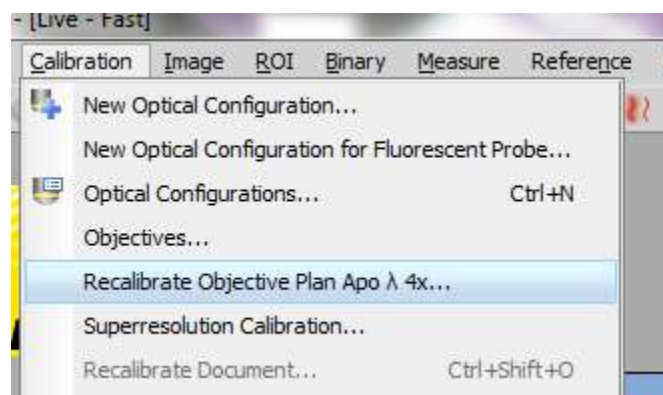 - [Live - Fast]
Calibration Image ROI Binary Measure Reference
New Optical Configuration...
New Optical Configuration for Fluorescent Probe...
Optical Configurations... Ctrl+N
Objectives...
Recalibrate Objective Plan Apo λ 4x...
Superresolution Calibration...
Recalibrate Document... Ctrl+Shift+O